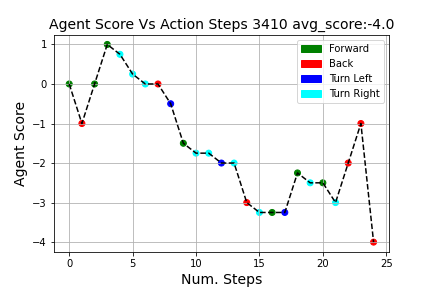 Agent Score Vs Action Steps 3410 avg_score:-4.0
Agent Score
1
0
−1
−2
−3
−4
Forward
Back
Turn Left
Turn Right
0 5 10 15 20 25
Num. Steps